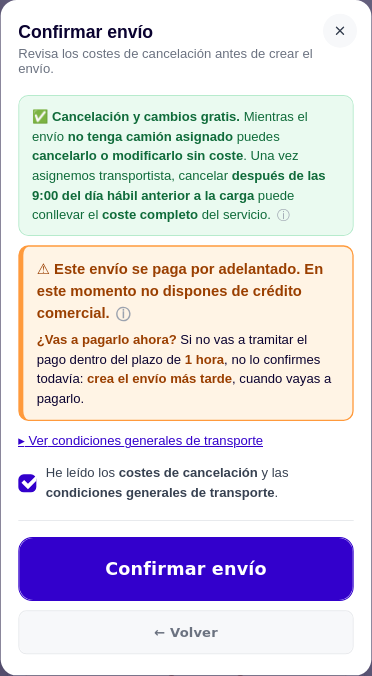 Confirmar envío
×
Revisa los costes de cancelación antes de crear el
envío.
✅ Cancelación y cambios gratis. Mientras el
envío no tenga camión asignado puedes
cancelarlo o modificarlo sin coste. Una vez
asignemos transportista, cancelar después de las
9:00 del día hábil anterior a la carga puede
conllevar el coste completo del servicio. ⓘ
⚠ Este envío se paga por adelantado. En
este momento no dispones de crédito
comercial. ⓘ
¿Vas a pagarlo ahora? Si no vas a tramitar el
pago dentro del plazo de 1 hora, no lo confirmes
todavía: crea el envío más tarde, cuando vayas a
pagarlo.
▸ Ver condiciones generales de transporte
He leído los costes de cancelación y las
condiciones generales de transporte.
Confirmar envío
← Volver